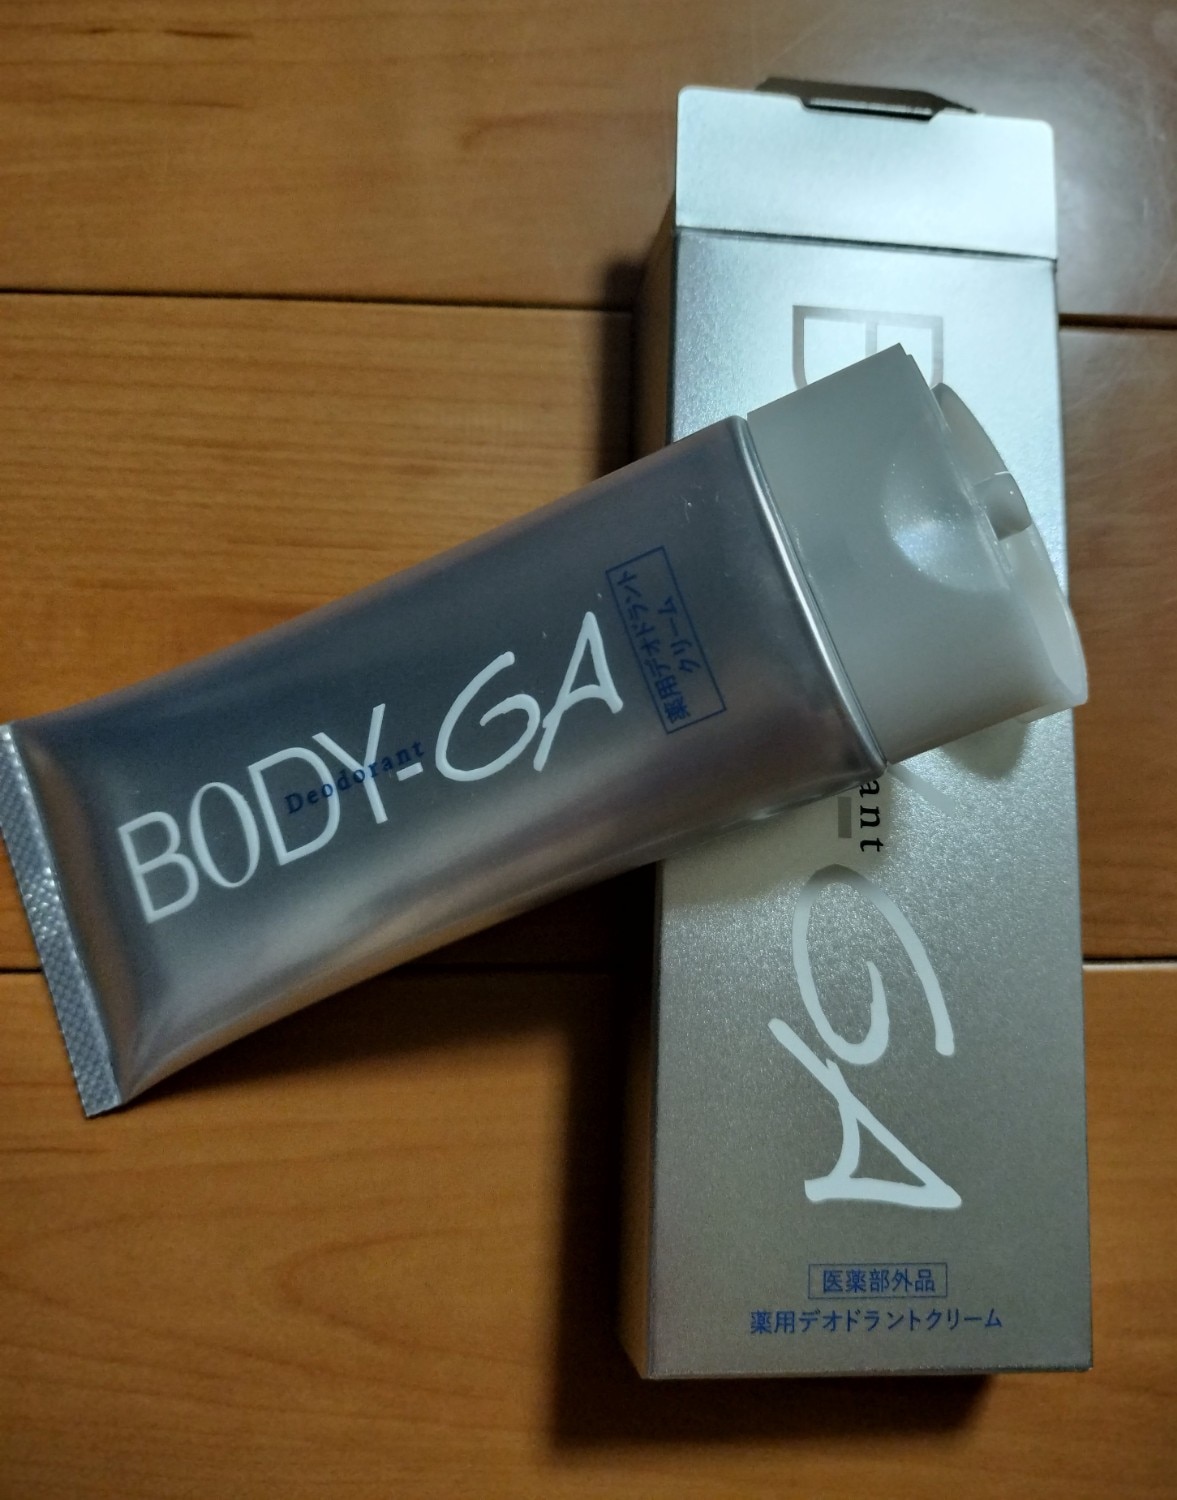 BODY-GA
Deodorant
薬用デオドラント
クリーム
ant
GA
医薬部外品
薬用デオドラントクリーム